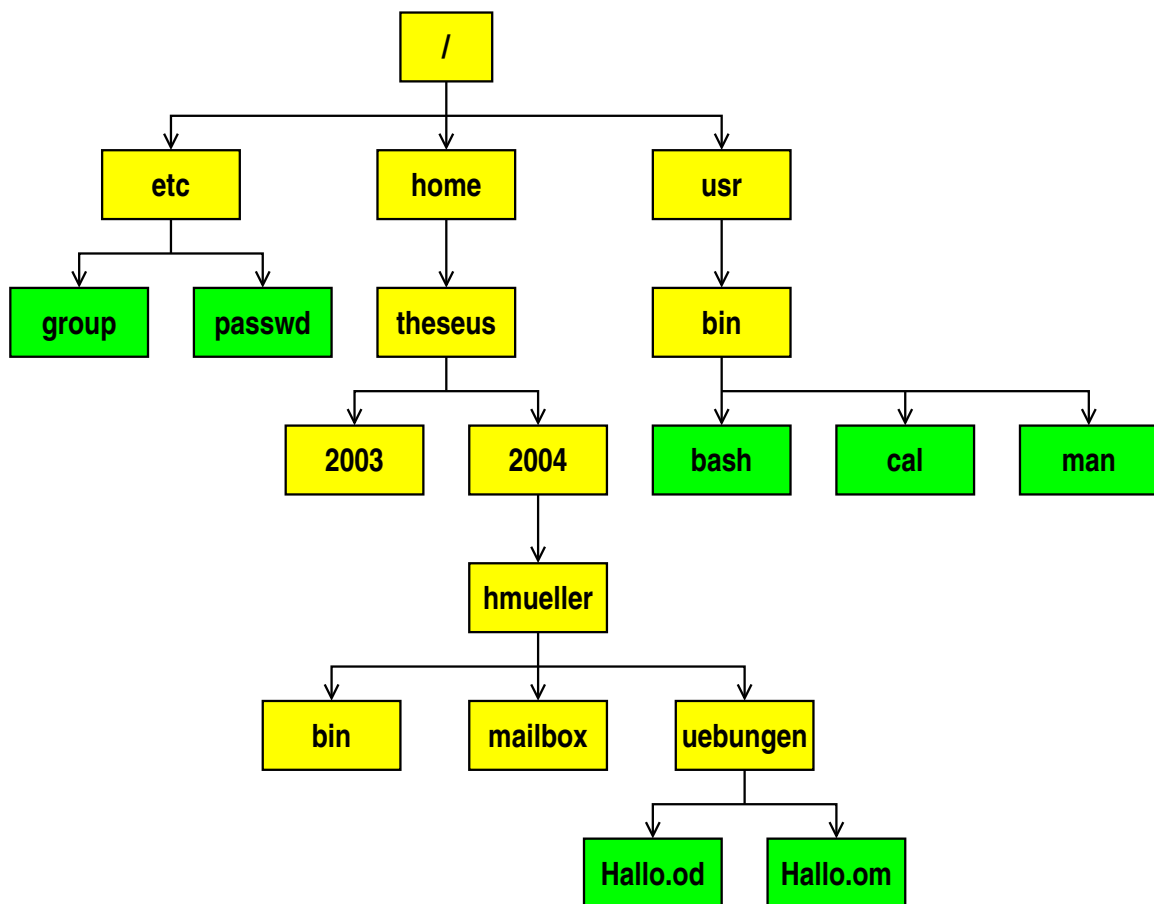 /
etc home usr
group passwd theseus bin
2003 2004 bash cal man
hmueller
bin mailbox uebungen
Hallo.od Hallo.om